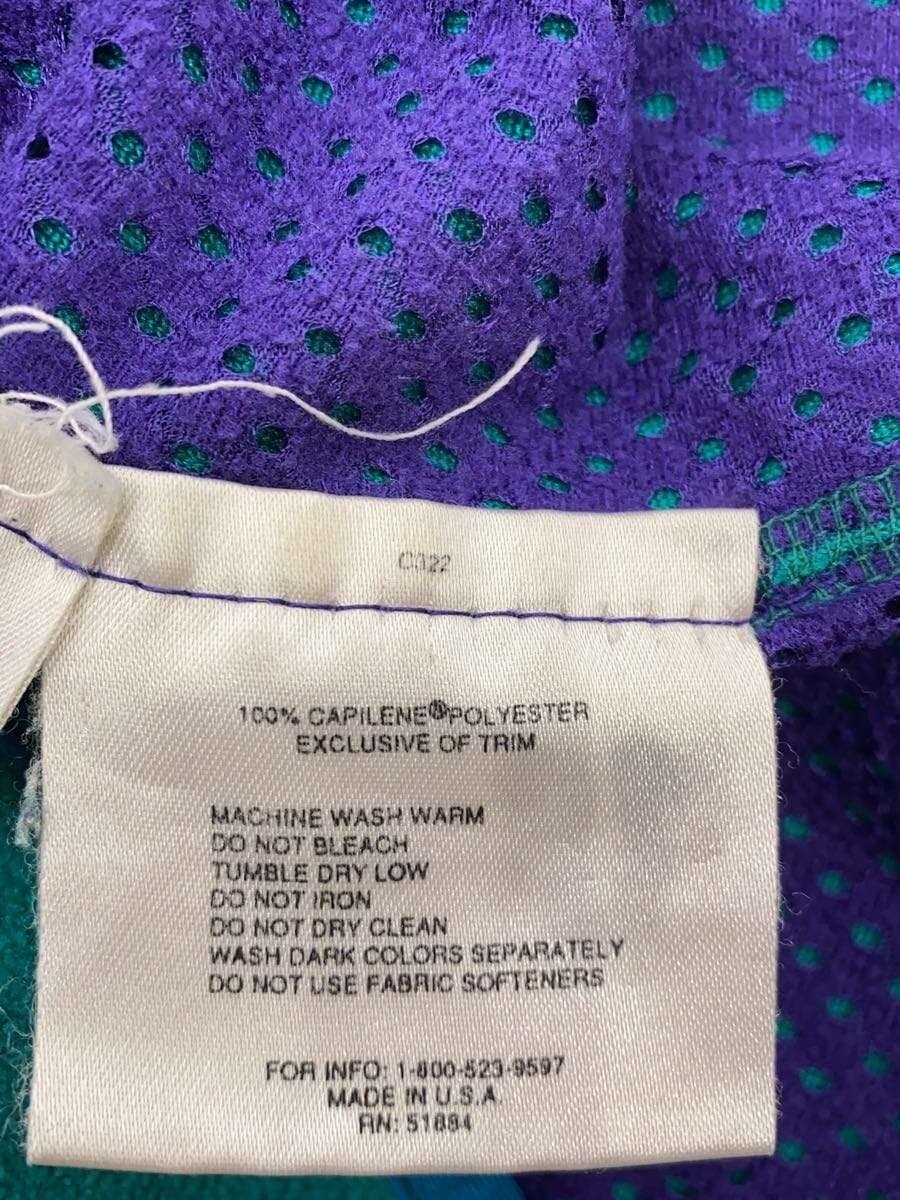 C022
100% CAPILENE® POLYESTER
EXCLUSIVE OF TRIM
MACHINE WASH WARM
DO NOT BLEACH
TUMBLE DRY LOW
DO NOT IRON
DO NOT DRY CLEAN
WASH DARK COLORS SEPARATELY
DO NOT USE FABRIC SOFTENERS
FOR INFO: 1-800-523-9597
MADE IN U.S.A.
RN: 51884